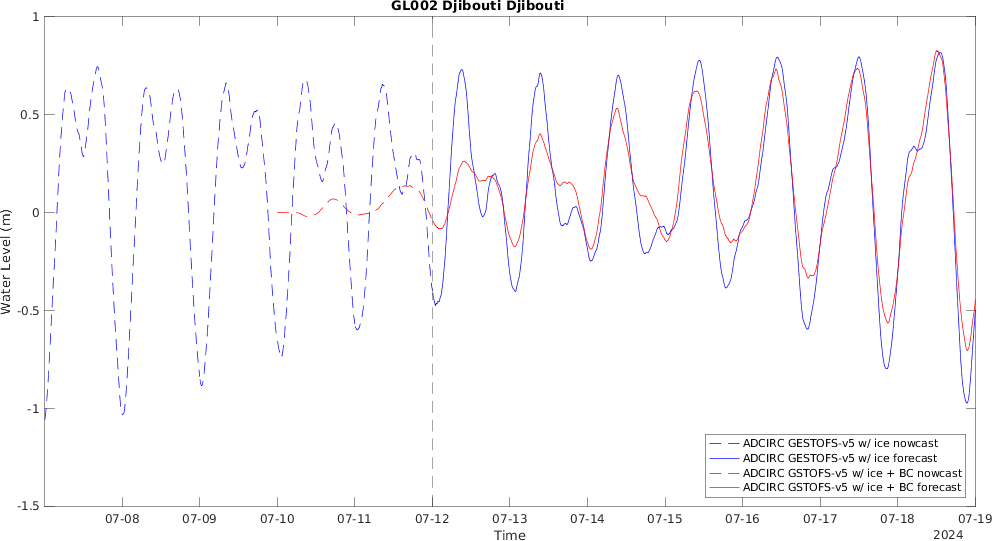 GL002 Djibouti Djibouti
Water Level (m)
1
0.5
0
-0.5
-1
-1.5
07-08 07-09 07-10 07-11 07-12 07-13 07-14 07-15 07-16 07-17 07-18 07-19
Time
2024
ADCIRC GESTOFS-v5 w/ ice nowcast
ADCIRC GESTOFS-v5 w/ ice forecast
ADCIRC GSTOFS-v5 w/ ice + BC nowcast
ADCIRC GSTOFS-v5 w/ ice + BC forecast